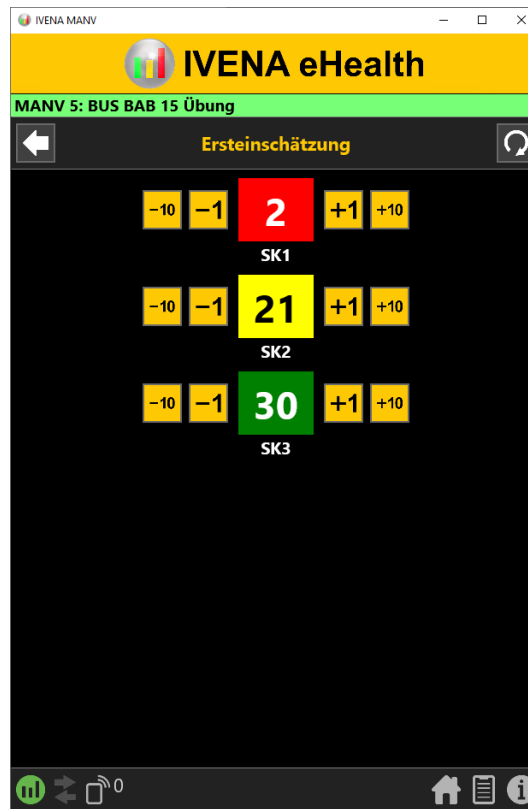 IVENA MANV
IVENA eHealth
MANV 5: BUS BAB 15 Übung
Ersteinschätzung
−10 −1 2 +1 +10
SK1
−10 −1 21 +1 +10
SK2
−10 −1 30 +1 +10
SK3
0